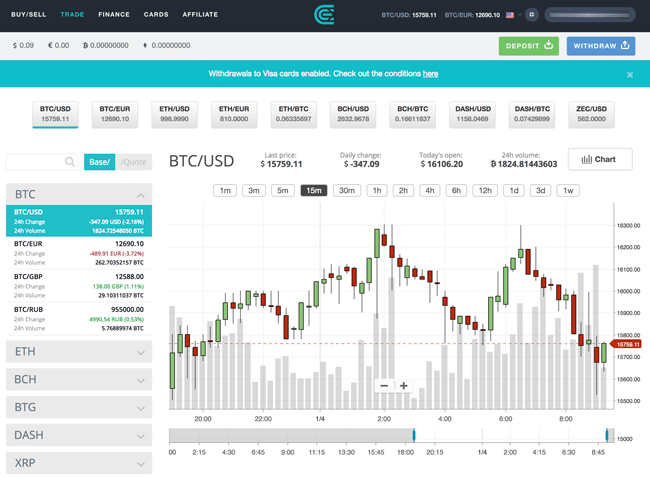 BUY/SELL TRADE FINANCE CARDS AFFILIATE BTC/USD: 15759.11 BTC/EUR: 12690.10
$ 0.09 € 0.00 Ƀ 0.00000000 ♦ 0.00000000 DEPOSIT WITHDRAW
Withdrawals to Visa cards enabled. Check out the conditions here
BTC/USD BTC/EUR ETH/USD ETH/EUR ETH/BTC BCH/USD BCH/BTC DASH/USD DASH/BTC ZEC/USD
15759.11 12690.10 998.9990 810.0000 0.06335697 2632.9678 0.16611837 1158.0469 0.07429899 562.0000
Base/ /Quote
BTC/USD
Last price: Daily change: Today's open: 24h volume:
$ 15759.11 $ -347.09 $ 16106.20 Ƀ 1824.81443603
Chart
1m 3m 5m 15m 30m 1h 2h 4h 6h 12h 1d 3d 1w
BTC
BTC/USD 15759.11
24h Change -347.09 USD (-2.16%)
24h Volume 1824.72548050 BTC
BTC/EUR 12690.10
24h Change -489.91 EUR (-3.72%)
24h Volume 262.70352157 BTC
BTC/GBP 12588.00
24h Change 138.00 GBP (1.11%)
24h Volume 29.10311037 BTC
BTC/RUB 955000.00
24h Change 4990.54 RUB (0.53%)
24h Volume 5.76889974 BTC
ETH
BCH
BTG
DASH
XRP
16300.00
16200.00
16100.00
16000.00
15900.00
15800.00
15759.11
15700.00
15600.00
15500.00
− +
20:00 22:00 1/4 2:00 4:00 6:00 8:00
15000
00 2:15 4:30 6:45 9:00 11:15 13:30 15:45 18:00 20:15 1/4 2:00 4:15 6:30 8:45